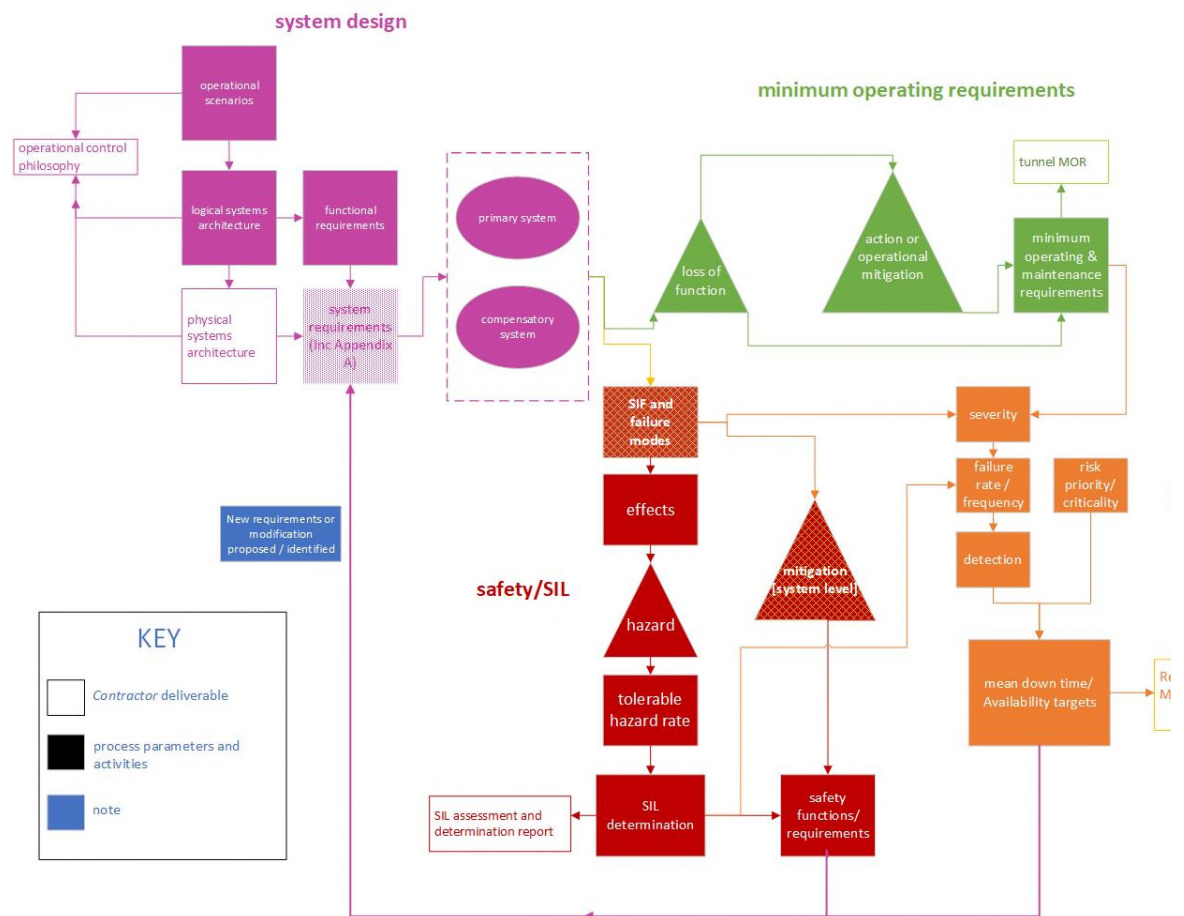 system design
operational
scenarios
minimum operating requirements
operational control
philosophy
tunnel MOR
logical systems
architecture
functional
requirements
primary system
loss of
function
action or
operational
mitigation
minimum
operating &
maintenance
requirements
physical
systems
architecture
system
requirements
(inc Appendix
A)
compensatory
system
SIF and
failure
modes
severity
failure
rate /
frequency
risk
priority/
criticality
effects
New requirements or
modification
proposed / identified
detection
safety/SIL
mitigation
[system level]
hazard
KEY
Contractor deliverable
process parameters and
activities
note
tolerable
hazard rate
mean down time/
Availability targets
SIL assessment and
determination report
SIL
determination
safety
functions/
requirements